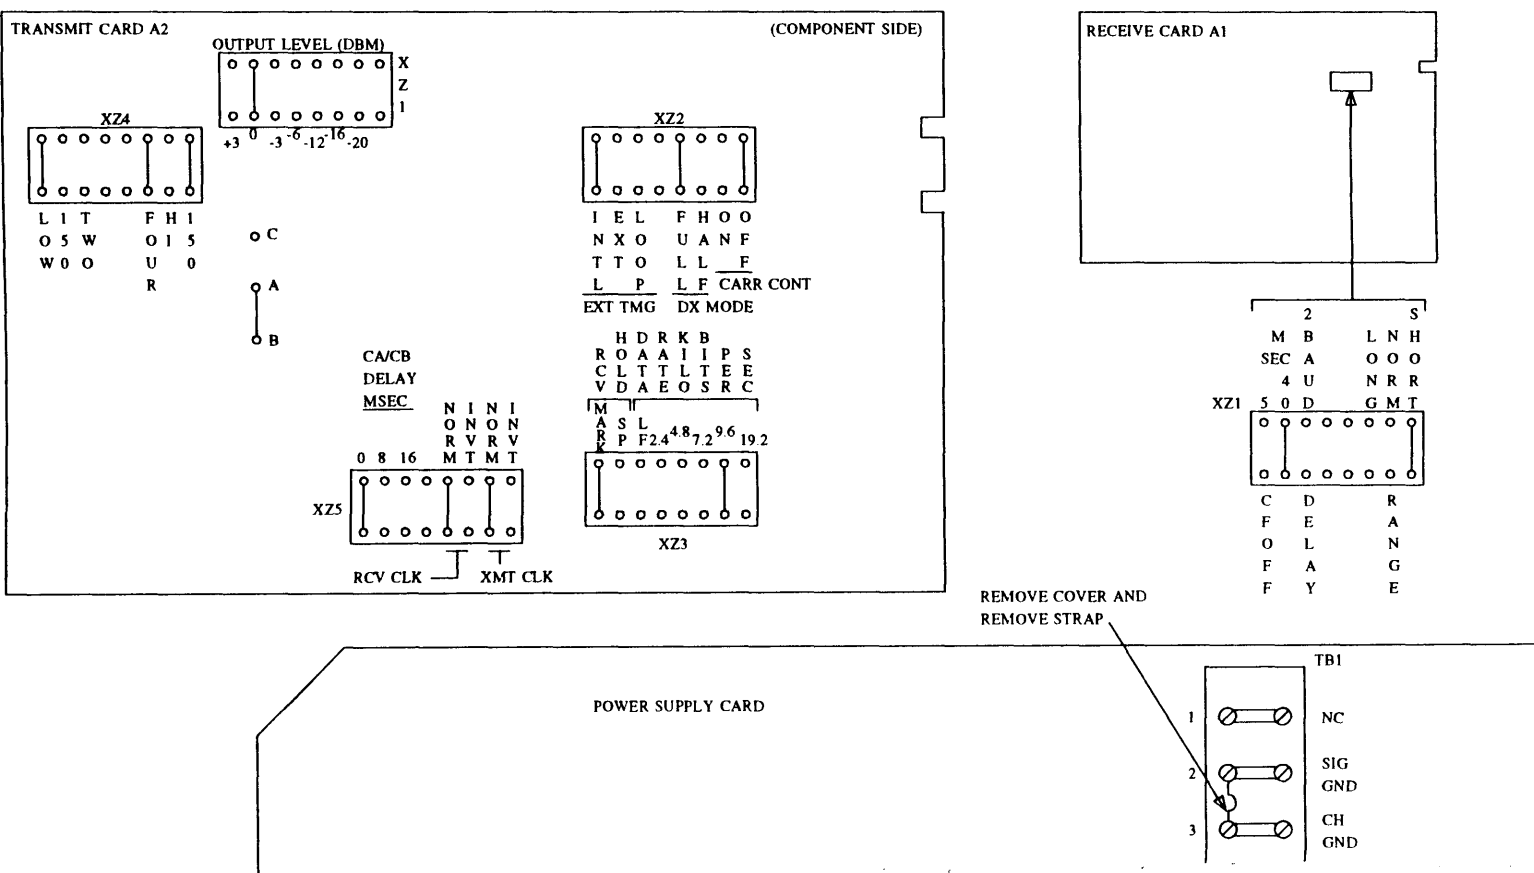 TRANSMIT CARD A2
(COMPONENT SIDE)
OUTPUT LEVEL (DBM)
X
Z
1
+3 0 -3 -6 -12 -16 -20
XZ4
L 1 T F H 1
O 5 W O I 5
W 0 O U 0
R
C
A
B
XZ2
I E L F H O O
N X O U A N F
T T O L L F
L P L F CARR CONT
EXT TMG DX MODE
H D R K B
R O A A I I P S
C L T T L T E E
V D A E O S R C
M
A S L
R P F 2.4 4.8 7.2 9.6 19.2
K
XZ3
CA/CB
DELAY
MSEC
N I N I
O N O N
R V R V
0 8 16 M T M T
XZ5
RCV CLK XMT CLK
RECEIVE CARD A1
2 S
M B L N H
SEC A O O O
4 U N R R
XZ1 5 0 D G M T
C D R
F E A
O L N
F A G
F Y E
REMOVE COVER AND
REMOVE STRAP
POWER SUPPLY CARD
TB1
1 NC
2 SIG
GND
3 CH
GND